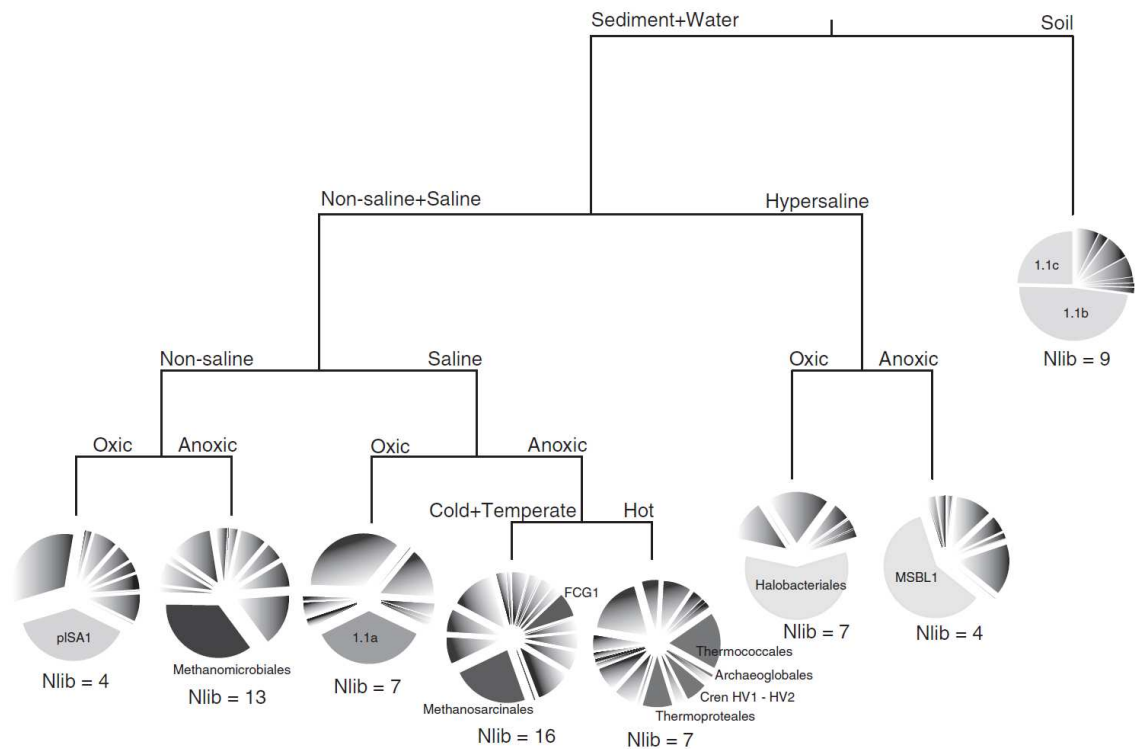 Sediment+Water
Soil
Non-saline+Saline
Hypersaline
1.1c
1.1b
Nlib = 9
Non-saline
Saline
Oxic
Anoxic
Oxic
Anoxic
Oxic
Anoxic
Cold+Temperate
Hot
plSA1
Nlib = 4
Methanomicrobiales
Nlib = 13
1.1a
Nlib = 7
FCG1
Methanosarcinales
Nlib = 16
Thermococcales
Archaeoglobales
Cren HV1 - HV2
Thermoproteales
Nlib = 7
Halobacteriales
Nlib = 7
MSBL1
Nlib = 4